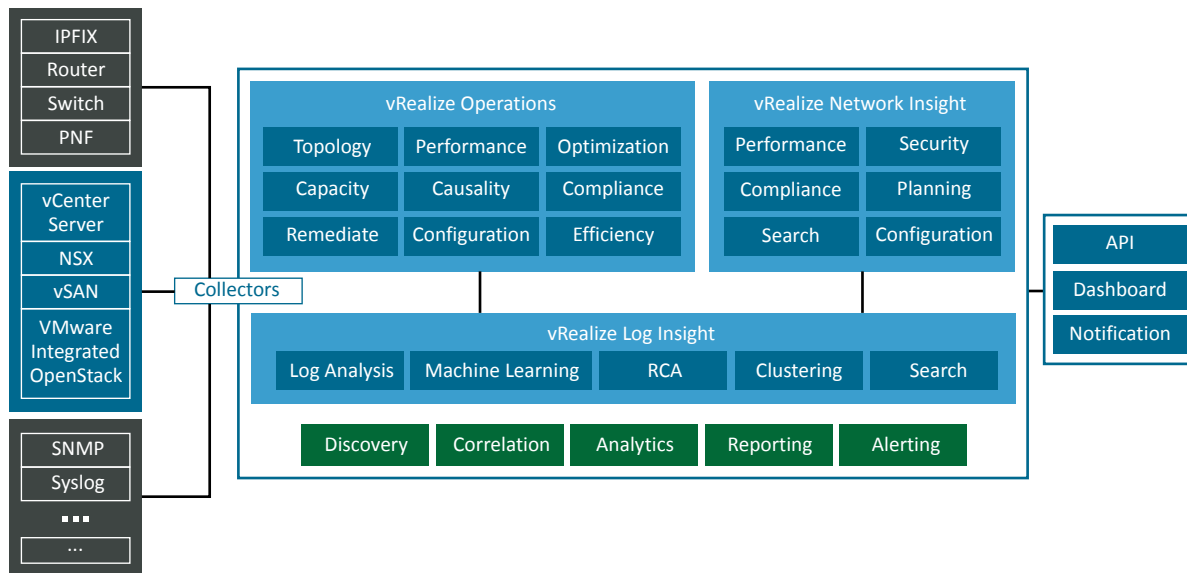 IPFIX
Router
Switch
PNF
vCenter
Server
NSX
vSAN
VMware
Integrated
OpenStack
SNMP
Syslog
...
Collectors
vRealize Operations
Topology
Performance
Optimization
Capacity
Causality
Compliance
Remediate
Configuration
Efficiency
vRealize Network Insight
Performance
Security
Compliance
Planning
Search
Configuration
vRealize Log Insight
Log Analysis
Machine Learning
RCA
Clustering
Search
Discovery
Correlation
Analytics
Reporting
Alerting
API
Dashboard
Notification